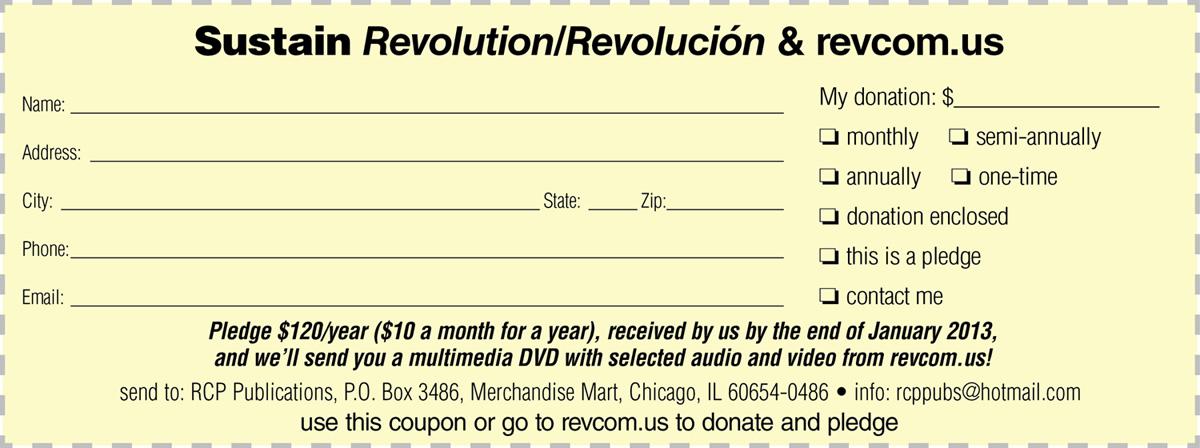 Sustain Revolution/Revolución & revcom.us
Name:
Address:
City: State: Zip:
Phone:
Email:
My donation: $
❏ monthly ❏ semi-annually
❏ annually ❏ one-time
❏ donation enclosed
❏ this is a pledge
❏ contact me
Pledge $120/year ($10 a month for a year), received by us by the end of January 2013,
and we'll send you a multimedia DVD with selected audio and video from revcom.us!
send to: RCP Publications, P.O. Box 3486, Merchandise Mart, Chicago, IL 60654-0486 • info: rcppubs@hotmail.com
use this coupon or go to revcom.us to donate and pledge